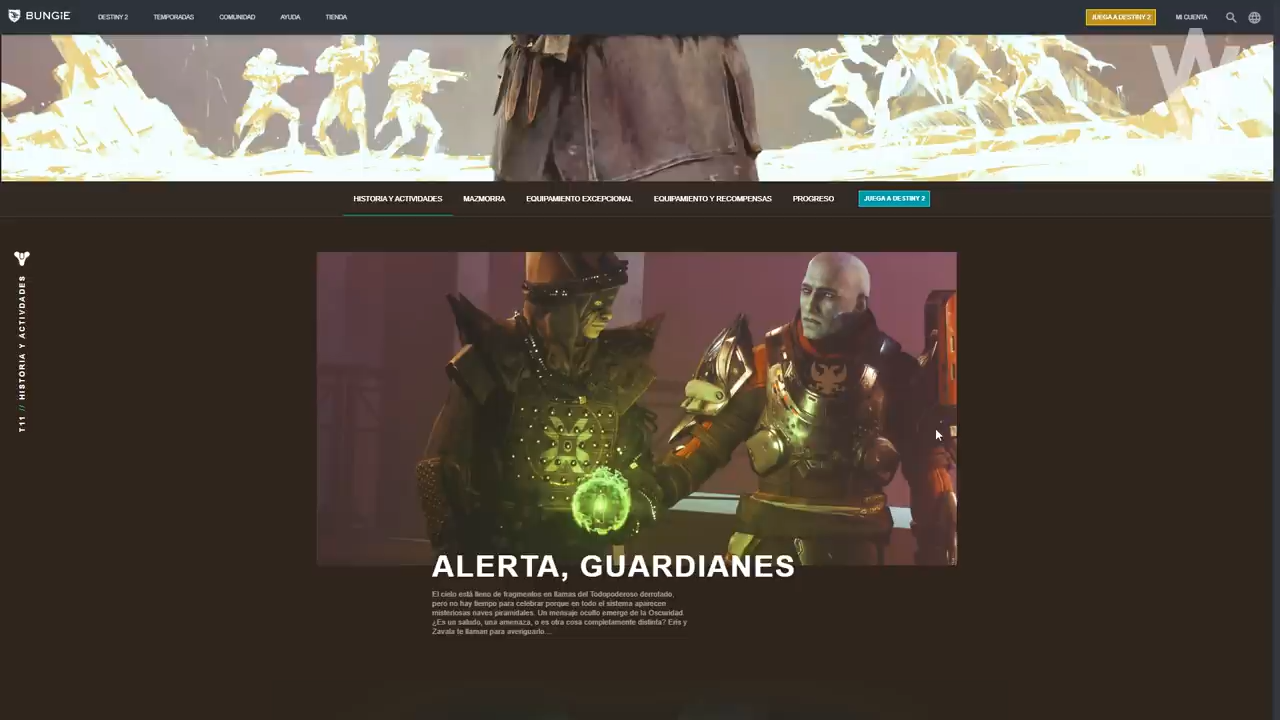 BUNGIE
DESTINY 2
TEMPORADAS
COMUNIDAD
AYUDA
TIENDA
JUEGA A DESTINY 2
MI CUENTA
W
HISTORIA Y ACTIVIDADES
MAZMORRA
EQUIPAMIENTO EXCEPCIONAL
EQUIPAMIENTO Y RECOMPENSAS
PROGRESO
JUEGA A DESTINY 2
T11 // HISTORIA Y ACTIVDADES
ALERTA, GUARDIANES
El cielo está lleno de fragmentos en llamas del Todopoderoso derrotado,
pero no hay tiempo para celebrar porque en todo el sistema aparecen
misteriosas naves piramidales. Un mensaje oculto emerge de la Oscuridad.
¿Es un saludo, una amenaza, o es otra cosa completamente distinta? Eris y
Zavala te llaman para averiguarlo...